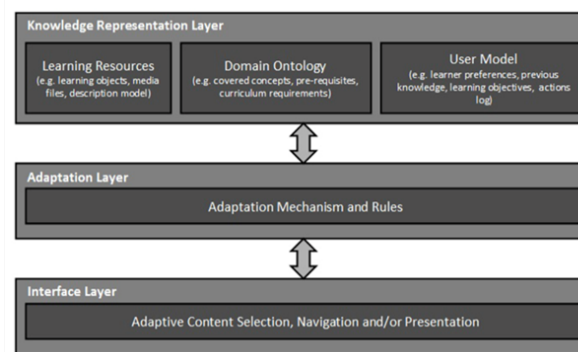 Knowledge Representation Layer
Learning Resources
(e.g. learning objects, media
files, description model)
Domain Ontology
(e.g. covered concepts, pre-requisites,
curriculum requirements)
User Model
(e.g. learner preferences, previous
knowledge, learning objectives, actions
log)
Adaptation Layer
Adaptation Mechanism and Rules
Interface Layer
Adaptive Content Selection, Navigation and/or Presentation